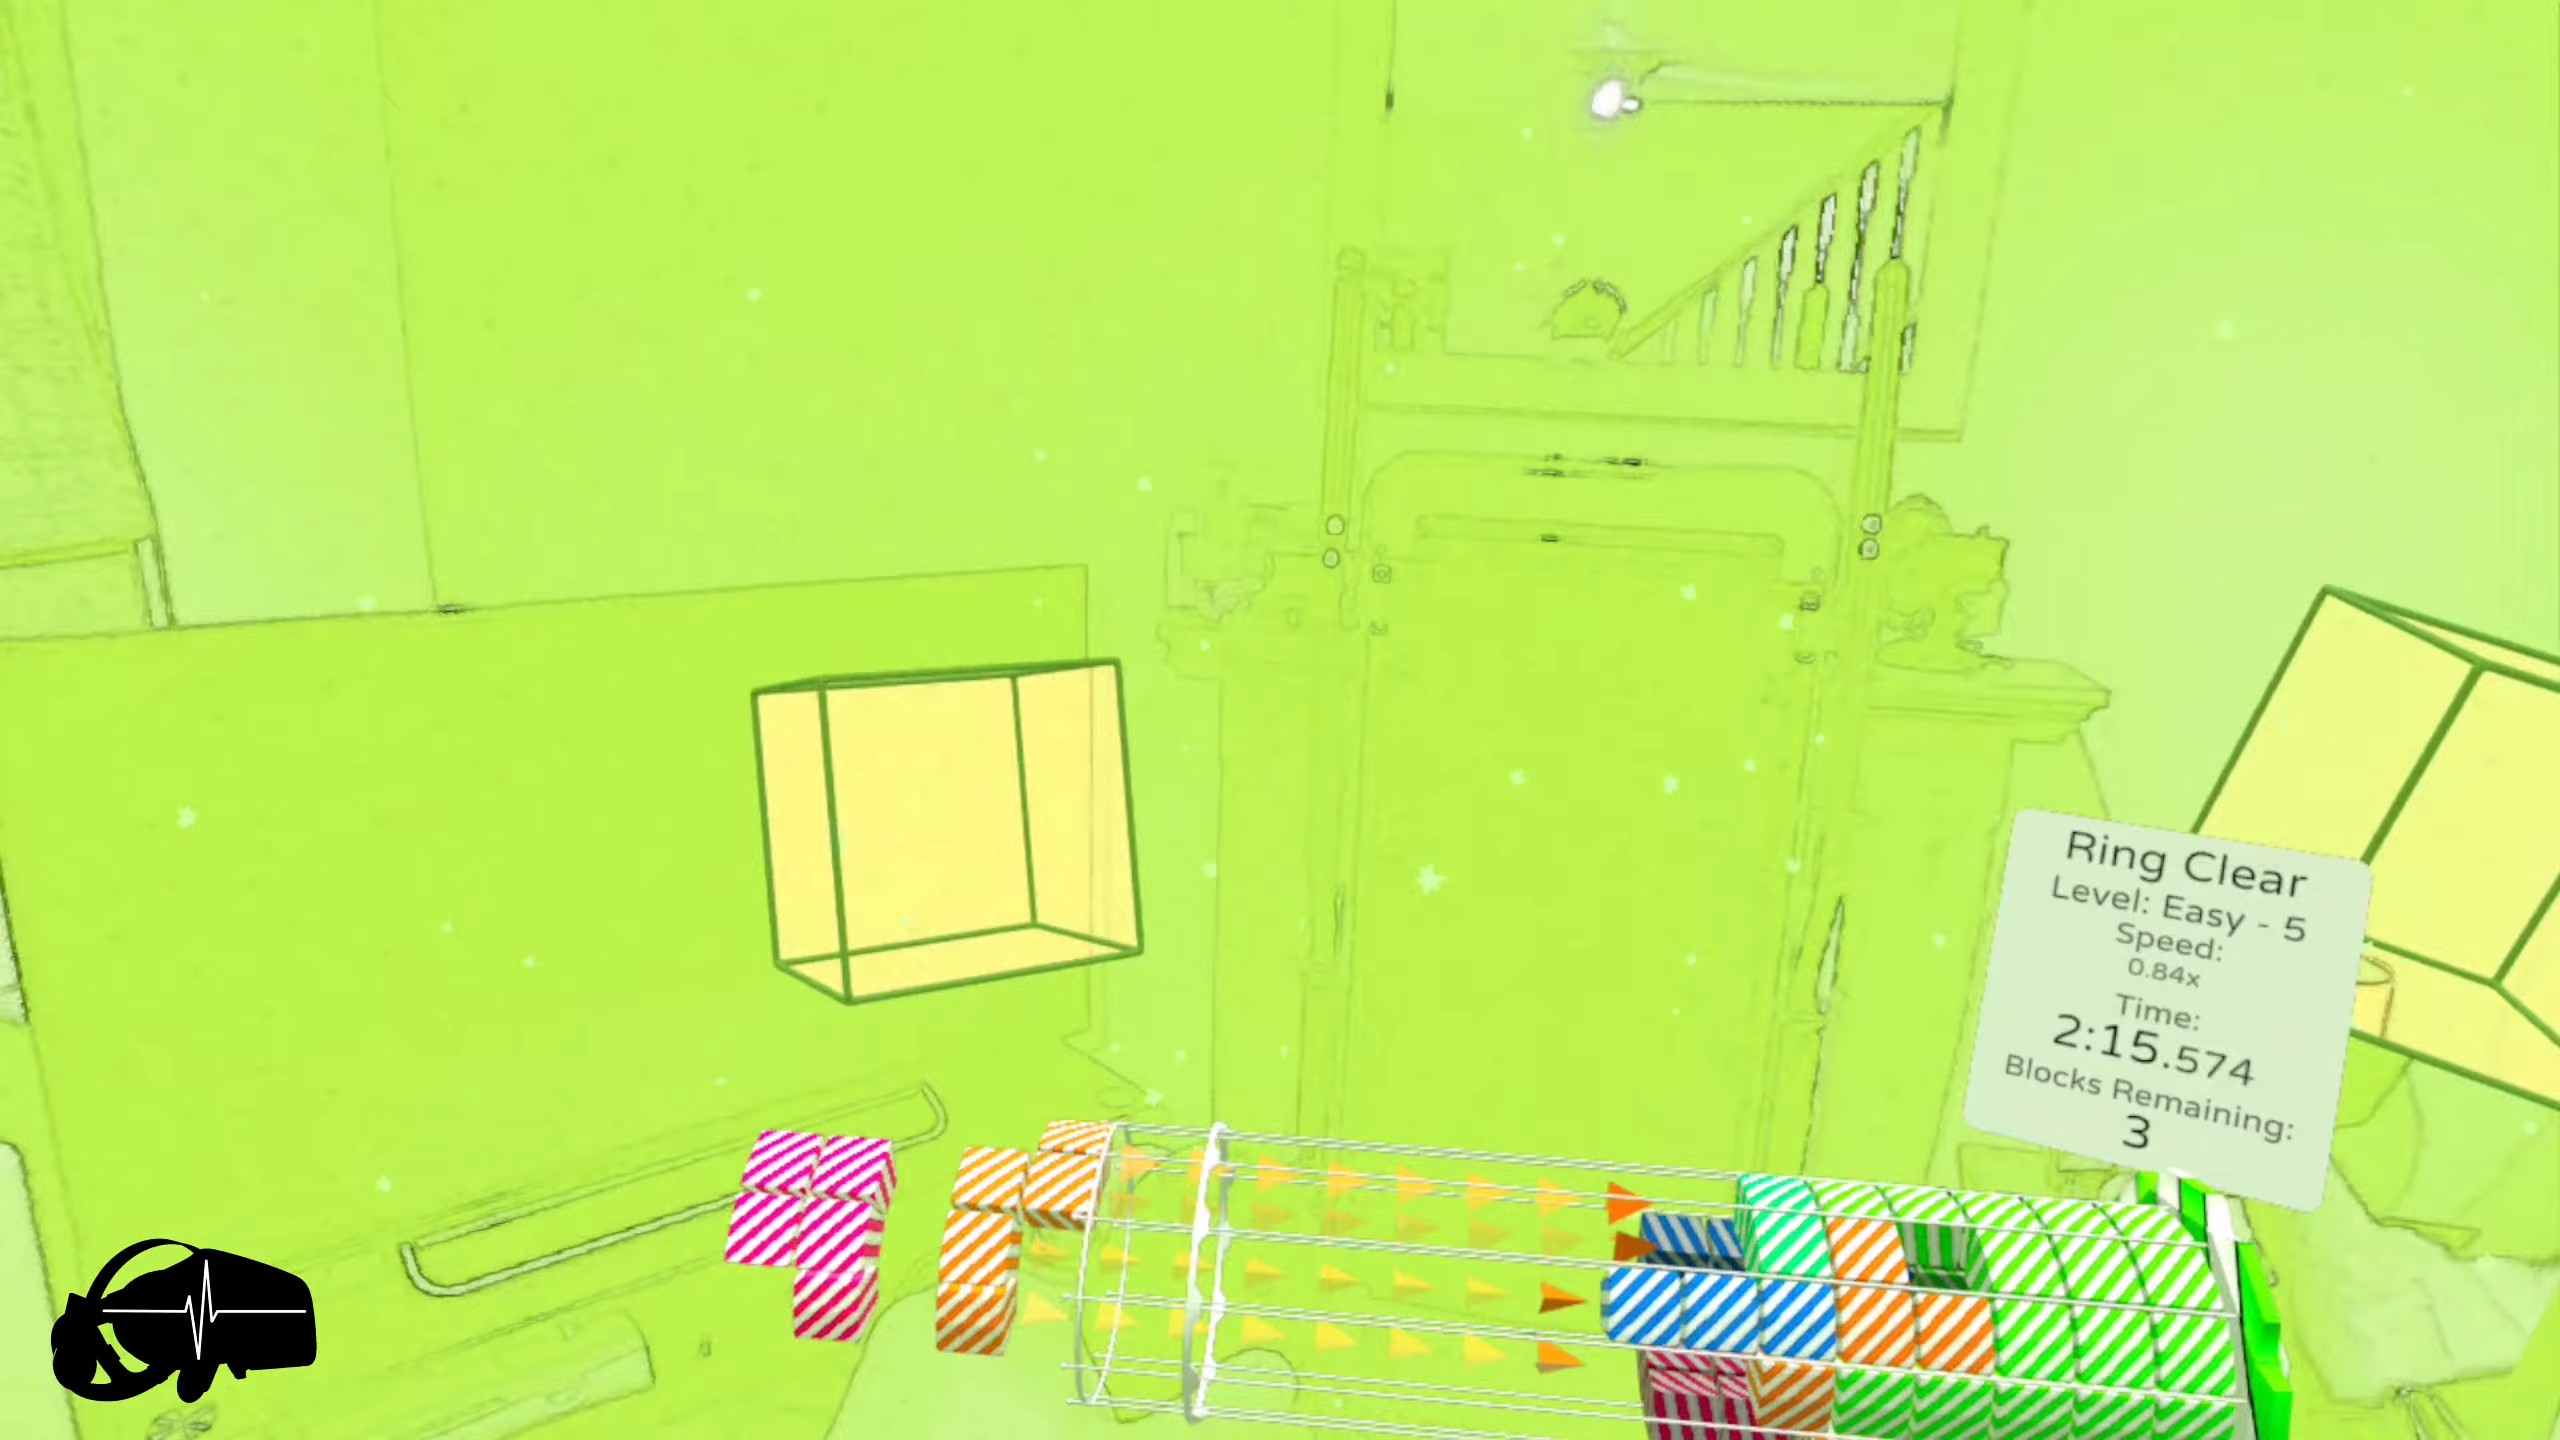 Ring Clear
Level: Easy - 5
Speed:
0.84x
Time:
2:15.574
Blocks Remaining:
3